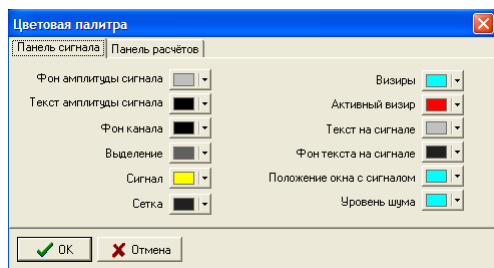 Цветовая палитра
Панель сигнала Панель расчётов
Фон амплитуды сигнала
Текст амплитуды сигнала
Фон канала
Выделение
Сигнал
Сетка
Визиры
Активный визир
Текст на сигнале
Фон текста на сигнале
Положение окна с сигналом
Уровень шума
OK Отмена